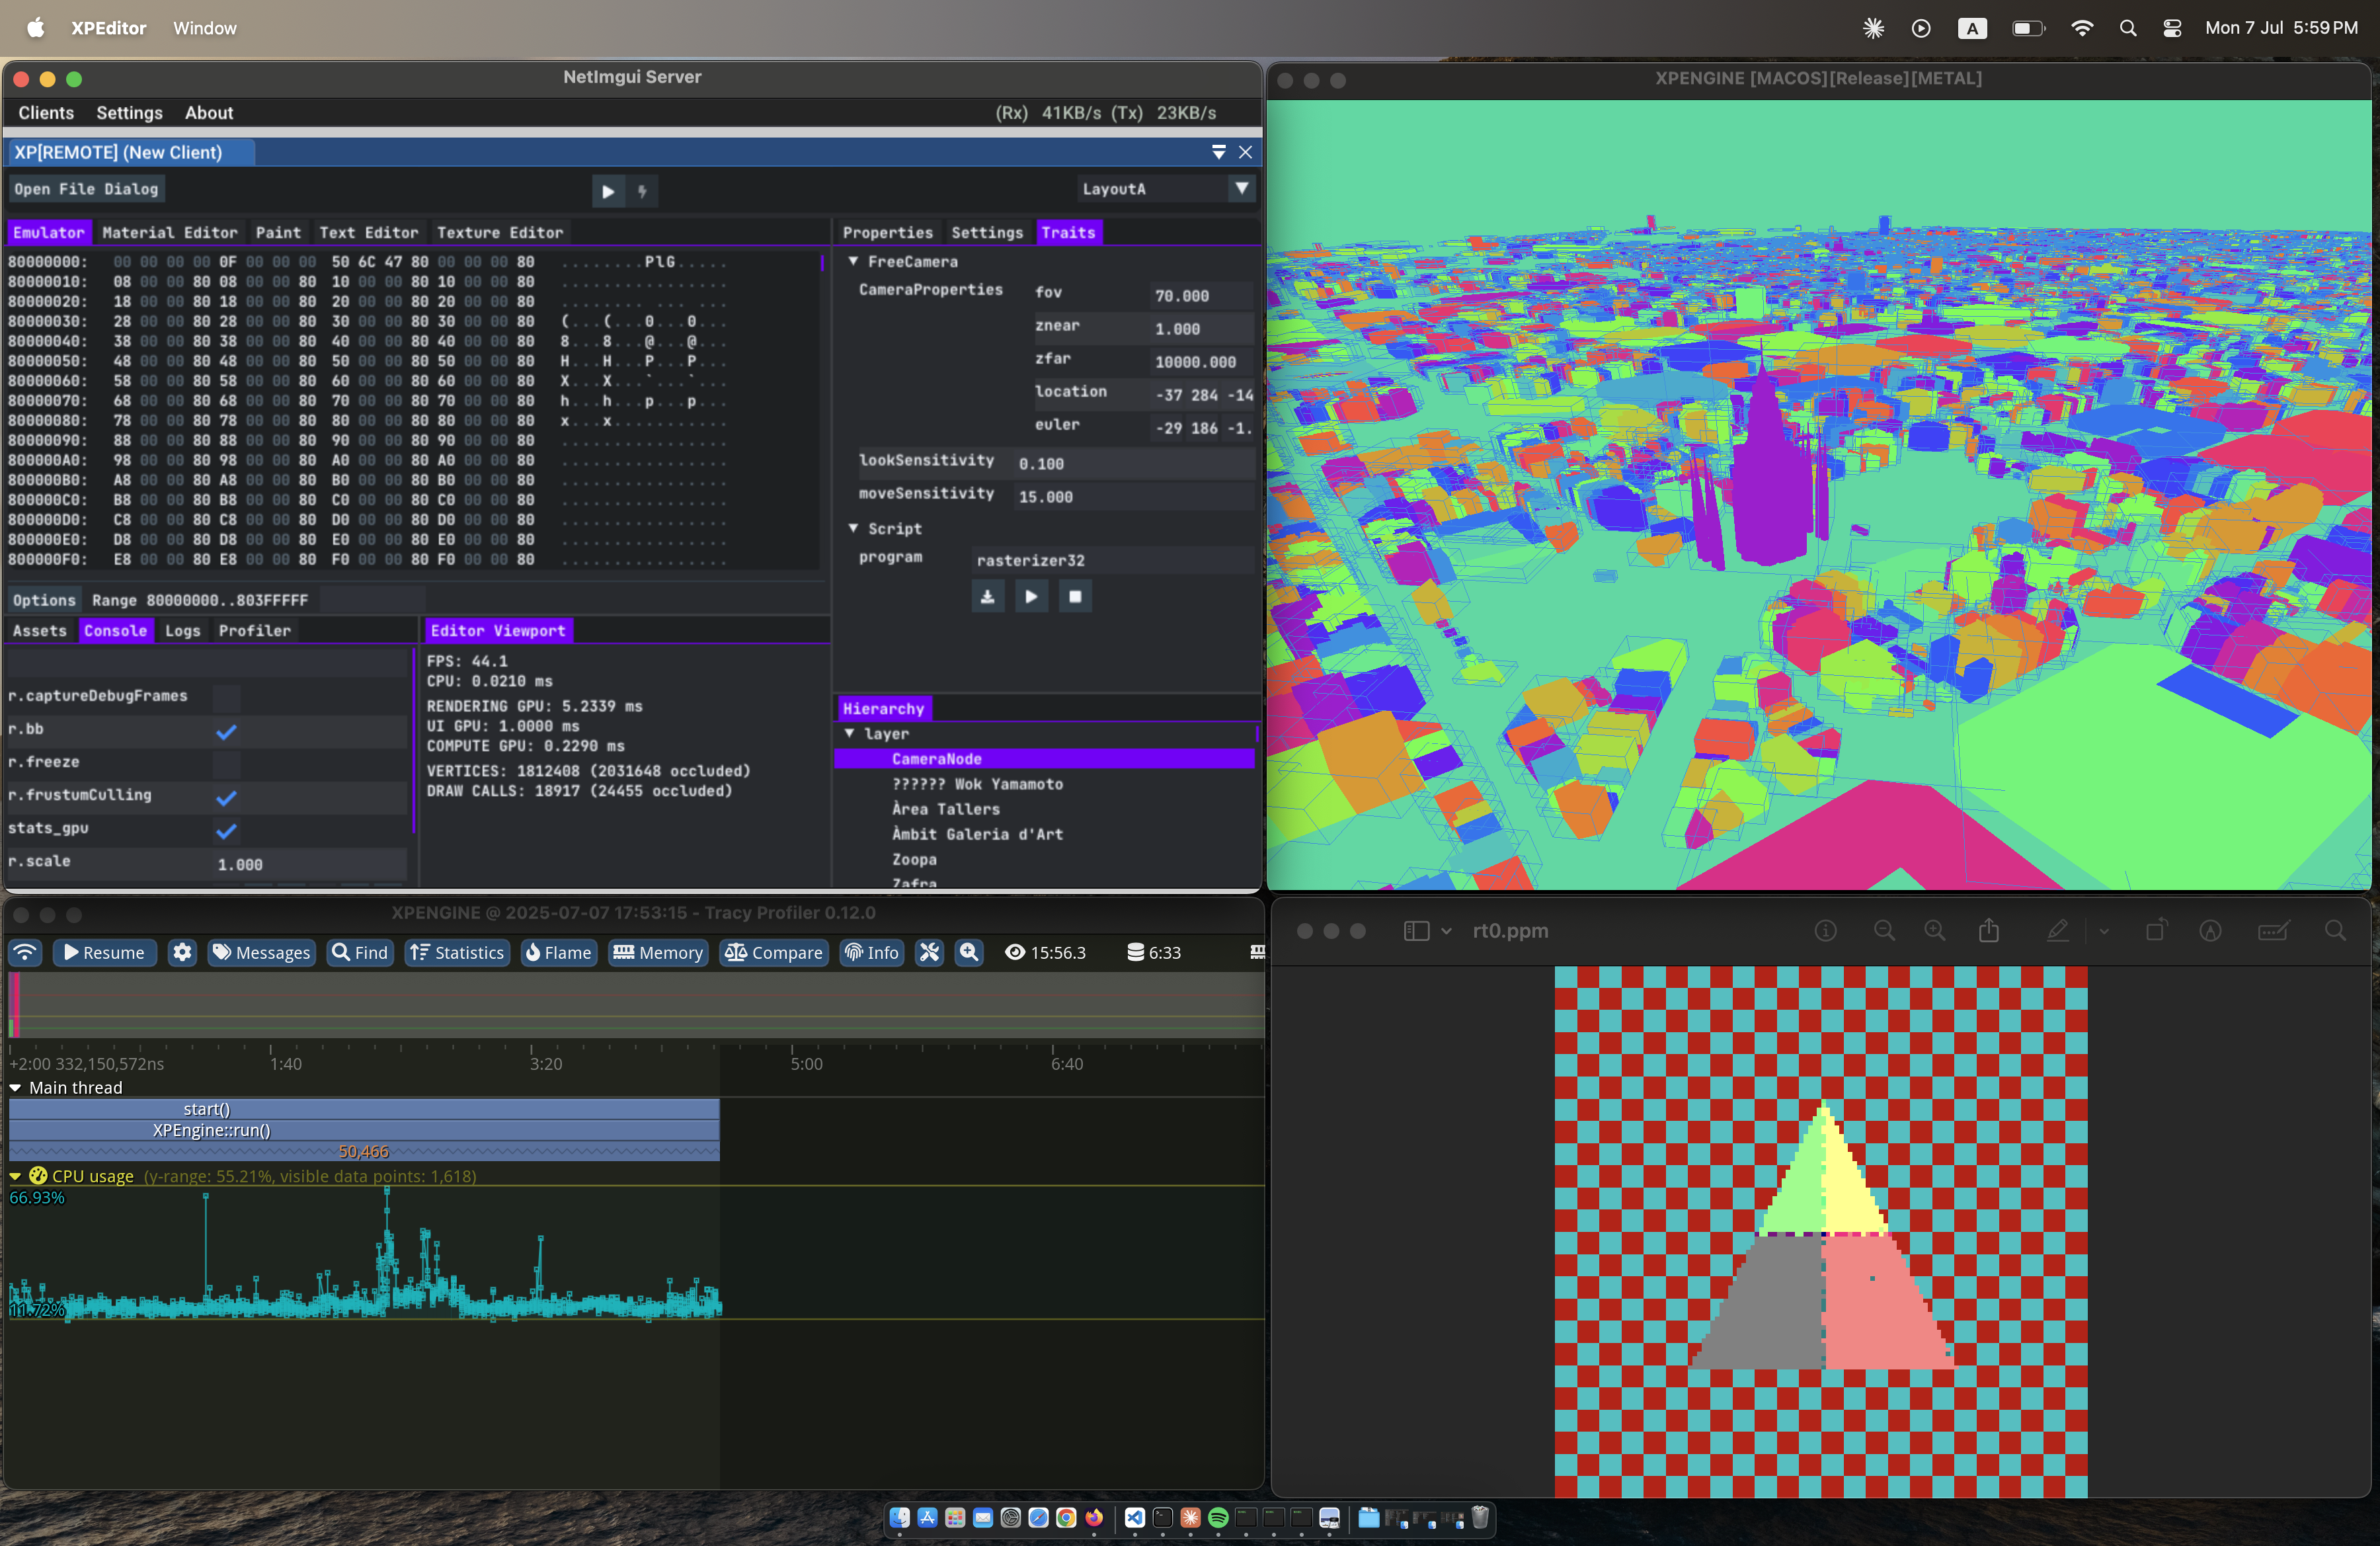 XPEditor Window
A Mon 7 Jul 5:59 PM
NetImgui Server
Clients Settings About
(Rx) 41KB/s (Tx) 23KB/s
XP[REMOTE] (New Client)
Open File Dialog
LayoutA
Emulator Material Editor Paint Text Editor Texture Editor
80000000: 00 00 00 00 0F 00 00 00 50 6C 47 80 00 00 00 80 ........PlG.....
80000010: 08 00 00 80 08 00 00 80 10 00 00 80 10 00 00 80 ................
80000020: 18 00 00 80 18 00 00 80 20 00 00 80 20 00 00 80 ........ ... ...
80000030: 28 00 00 80 28 00 00 80 30 00 00 80 30 00 00 80 (...(...0...0...
80000040: 38 00 00 80 38 00 00 80 40 00 00 80 40 00 00 80 8...8...@...@...
80000050: 48 00 00 80 48 00 00 80 50 00 00 80 50 00 00 80 H...H...P...P...
80000060: 58 00 00 80 58 00 00 80 60 00 00 80 60 00 00 80 X...X...`...`...
80000070: 68 00 00 80 68 00 00 80 70 00 00 80 70 00 00 80 h...h...p...p...
80000080: 78 00 00 80 78 00 00 80 80 00 00 80 80 00 00 80 x...x...........
80000090: 88 00 00 80 88 00 00 80 90 00 00 80 90 00 00 80 ................
800000A0: 98 00 00 80 98 00 00 80 A0 00 00 80 A0 00 00 80 ................
800000B0: A8 00 00 80 A8 00 00 80 B0 00 00 80 B0 00 00 80 ................
800000C0: B8 00 00 80 B8 00 00 80 C0 00 00 80 C0 00 00 80 ................
800000D0: C8 00 00 80 C8 00 00 80 D0 00 00 80 D0 00 00 80 ................
800000E0: D8 00 00 80 D8 00 00 80 E0 00 00 80 E0 00 00 80 ................
800000F0: E8 00 00 80 E8 00 00 80 F0 00 00 80 F0 00 00 80 ................
Options Range 80000000..803FFFFF
Assets Console Logs Profiler
r.captureDebugFrames
r.bb
r.freeze
r.frustumCulling
stats_gpu
r.scale 1.000
Editor Viewport
FPS: 44.1
CPU: 0.0210 ms
RENDERING GPU: 5.2339 ms
UI GPU: 1.0000 ms
COMPUTE GPU: 0.2290 ms
VERTICES: 1812408 (2031648 occluded)
DRAW CALLS: 18917 (24455 occluded)
Properties Settings Traits
FreeCamera
CameraProperties fov 70.000
znear 1.000
zfar 10000.000
location -37 284 -14
euler -29 186 -1.
lookSensitivity 0.100
moveSensitivity 15.000
Script
program rasterizer32
Hierarchy
layer
CameraNode
?????? Wok Yamamoto
Àrea Tallers
Àmbit Galeria d'Art
Zoopa
Zafra
XPENGINE [MACOS][Release][METAL]
XPENGINE @ 2025-07-07 17:53:15 - Tracy Profiler 0.12.0
Resume Messages Find Statistics Flame Memory Compare Info 15:56.3 6:33
+2:00 332,150,572ns 1:40 3:20 5:00 6:40
Main thread
start()
XPEngine::run()
50,466
CPU usage (y-range: 55.21%, visible data points: 1,618)
66.93%
11.72%
rt0.ppm